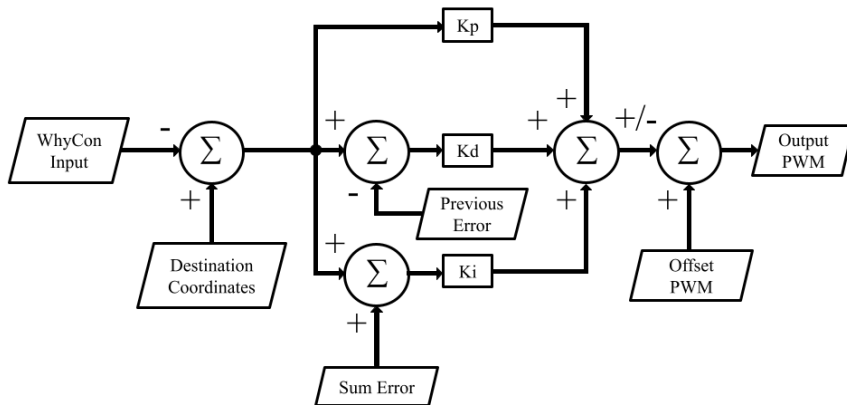 Kp
+
-
+
+
+
+/-
WhyCon
Input
Σ
Σ
Kd
Σ
Σ
Output
PWM
+
-
Previous
Error
+
+
+
Destination
Coordinates
Σ
Ki
Offset
PWM
+
Sum Error